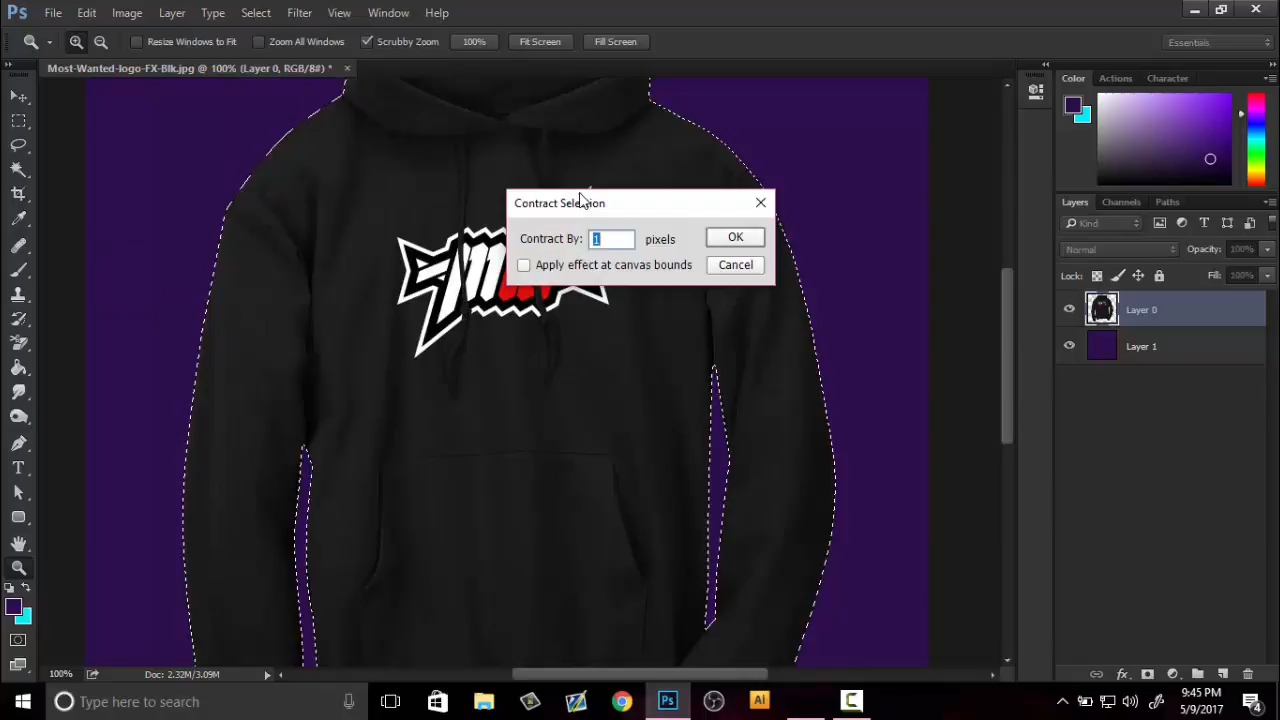 Ps File Edit Image Layer Type Select Filter View Window Help
Resize Windows to Fit Zoom All Windows Scrubby Zoom 100% Fit Screen Fill Screen Essentials
Most-Wanted-logo-FX-Blk.jpg @ 100% (Layer 0, RGB/8#) *
Color Actions Character
Contract Selection
Contract By: 1 pixels OK
Apply effect at canvas bounds Cancel
Layers Channels Paths
Kind
Normal Opacity: 100%
Lock: Fill: 100%
Layer 0
Layer 1
100% Doc: 2.32M/3.09M
Type here to search
Ps Ai C
9:45 PM
5/9/2017
4